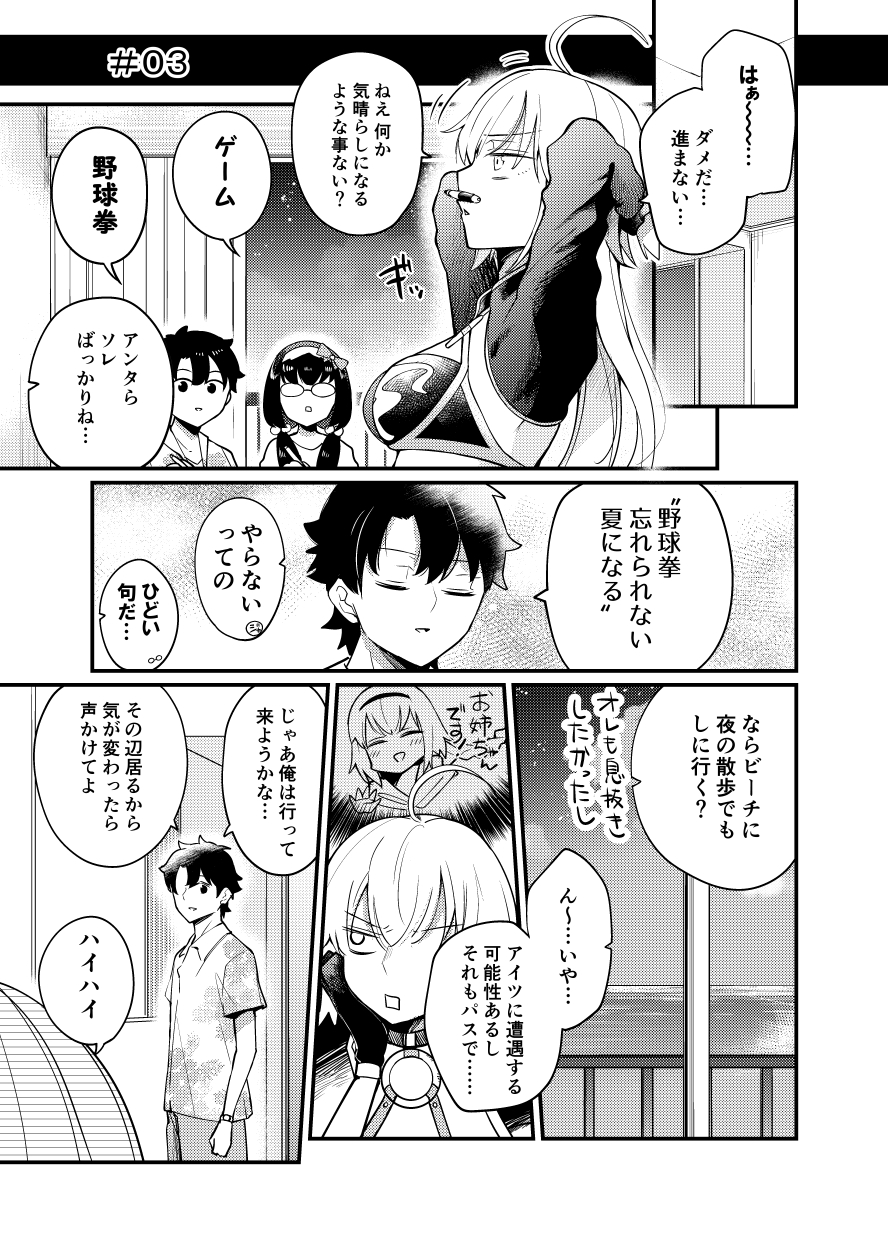 #03
はぁ～～～～…
ダメだ…
進まない…
ねえ 何か
気晴らしになる
ような事ない？
ギッ
ゲーム
野球拳
アンタら
ソレ
ばっかりね…
〝野球拳
忘れられない
夏になる〟
やらない
っての
ひどい
句だ…
ならビーチに
夜の散歩でも
しに行く？
オレも息抜き
したかったし
ん～…いや…
アイツに遭遇する
可能性あるし
それもパスで……
お姉ちゃん
です！
じゃあ俺は行って
来ようかな…
その辺居るから
気が変わったら
声かけてよ
ハイハイ